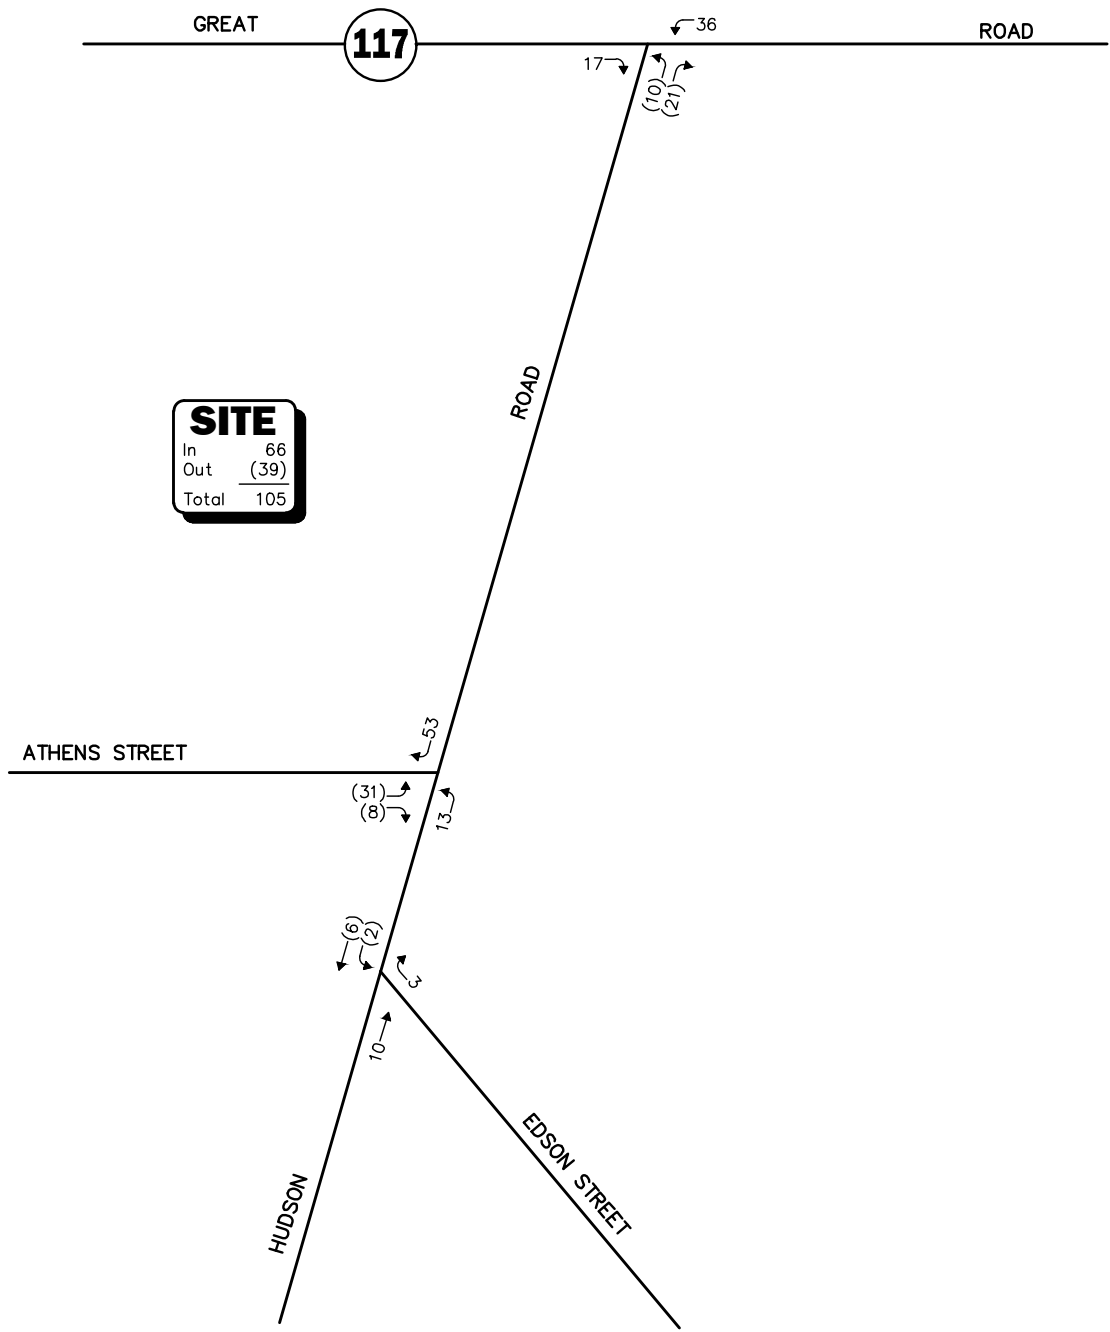 GREAT
117
36
ROAD
17
(10)
(21)
ROAD
SITE
In 66
Out (39)
Total 105
53
ATHENS STREET
(31)
(8)
13
(6)
(2)
3
10
EDSON STREET
HUDSON